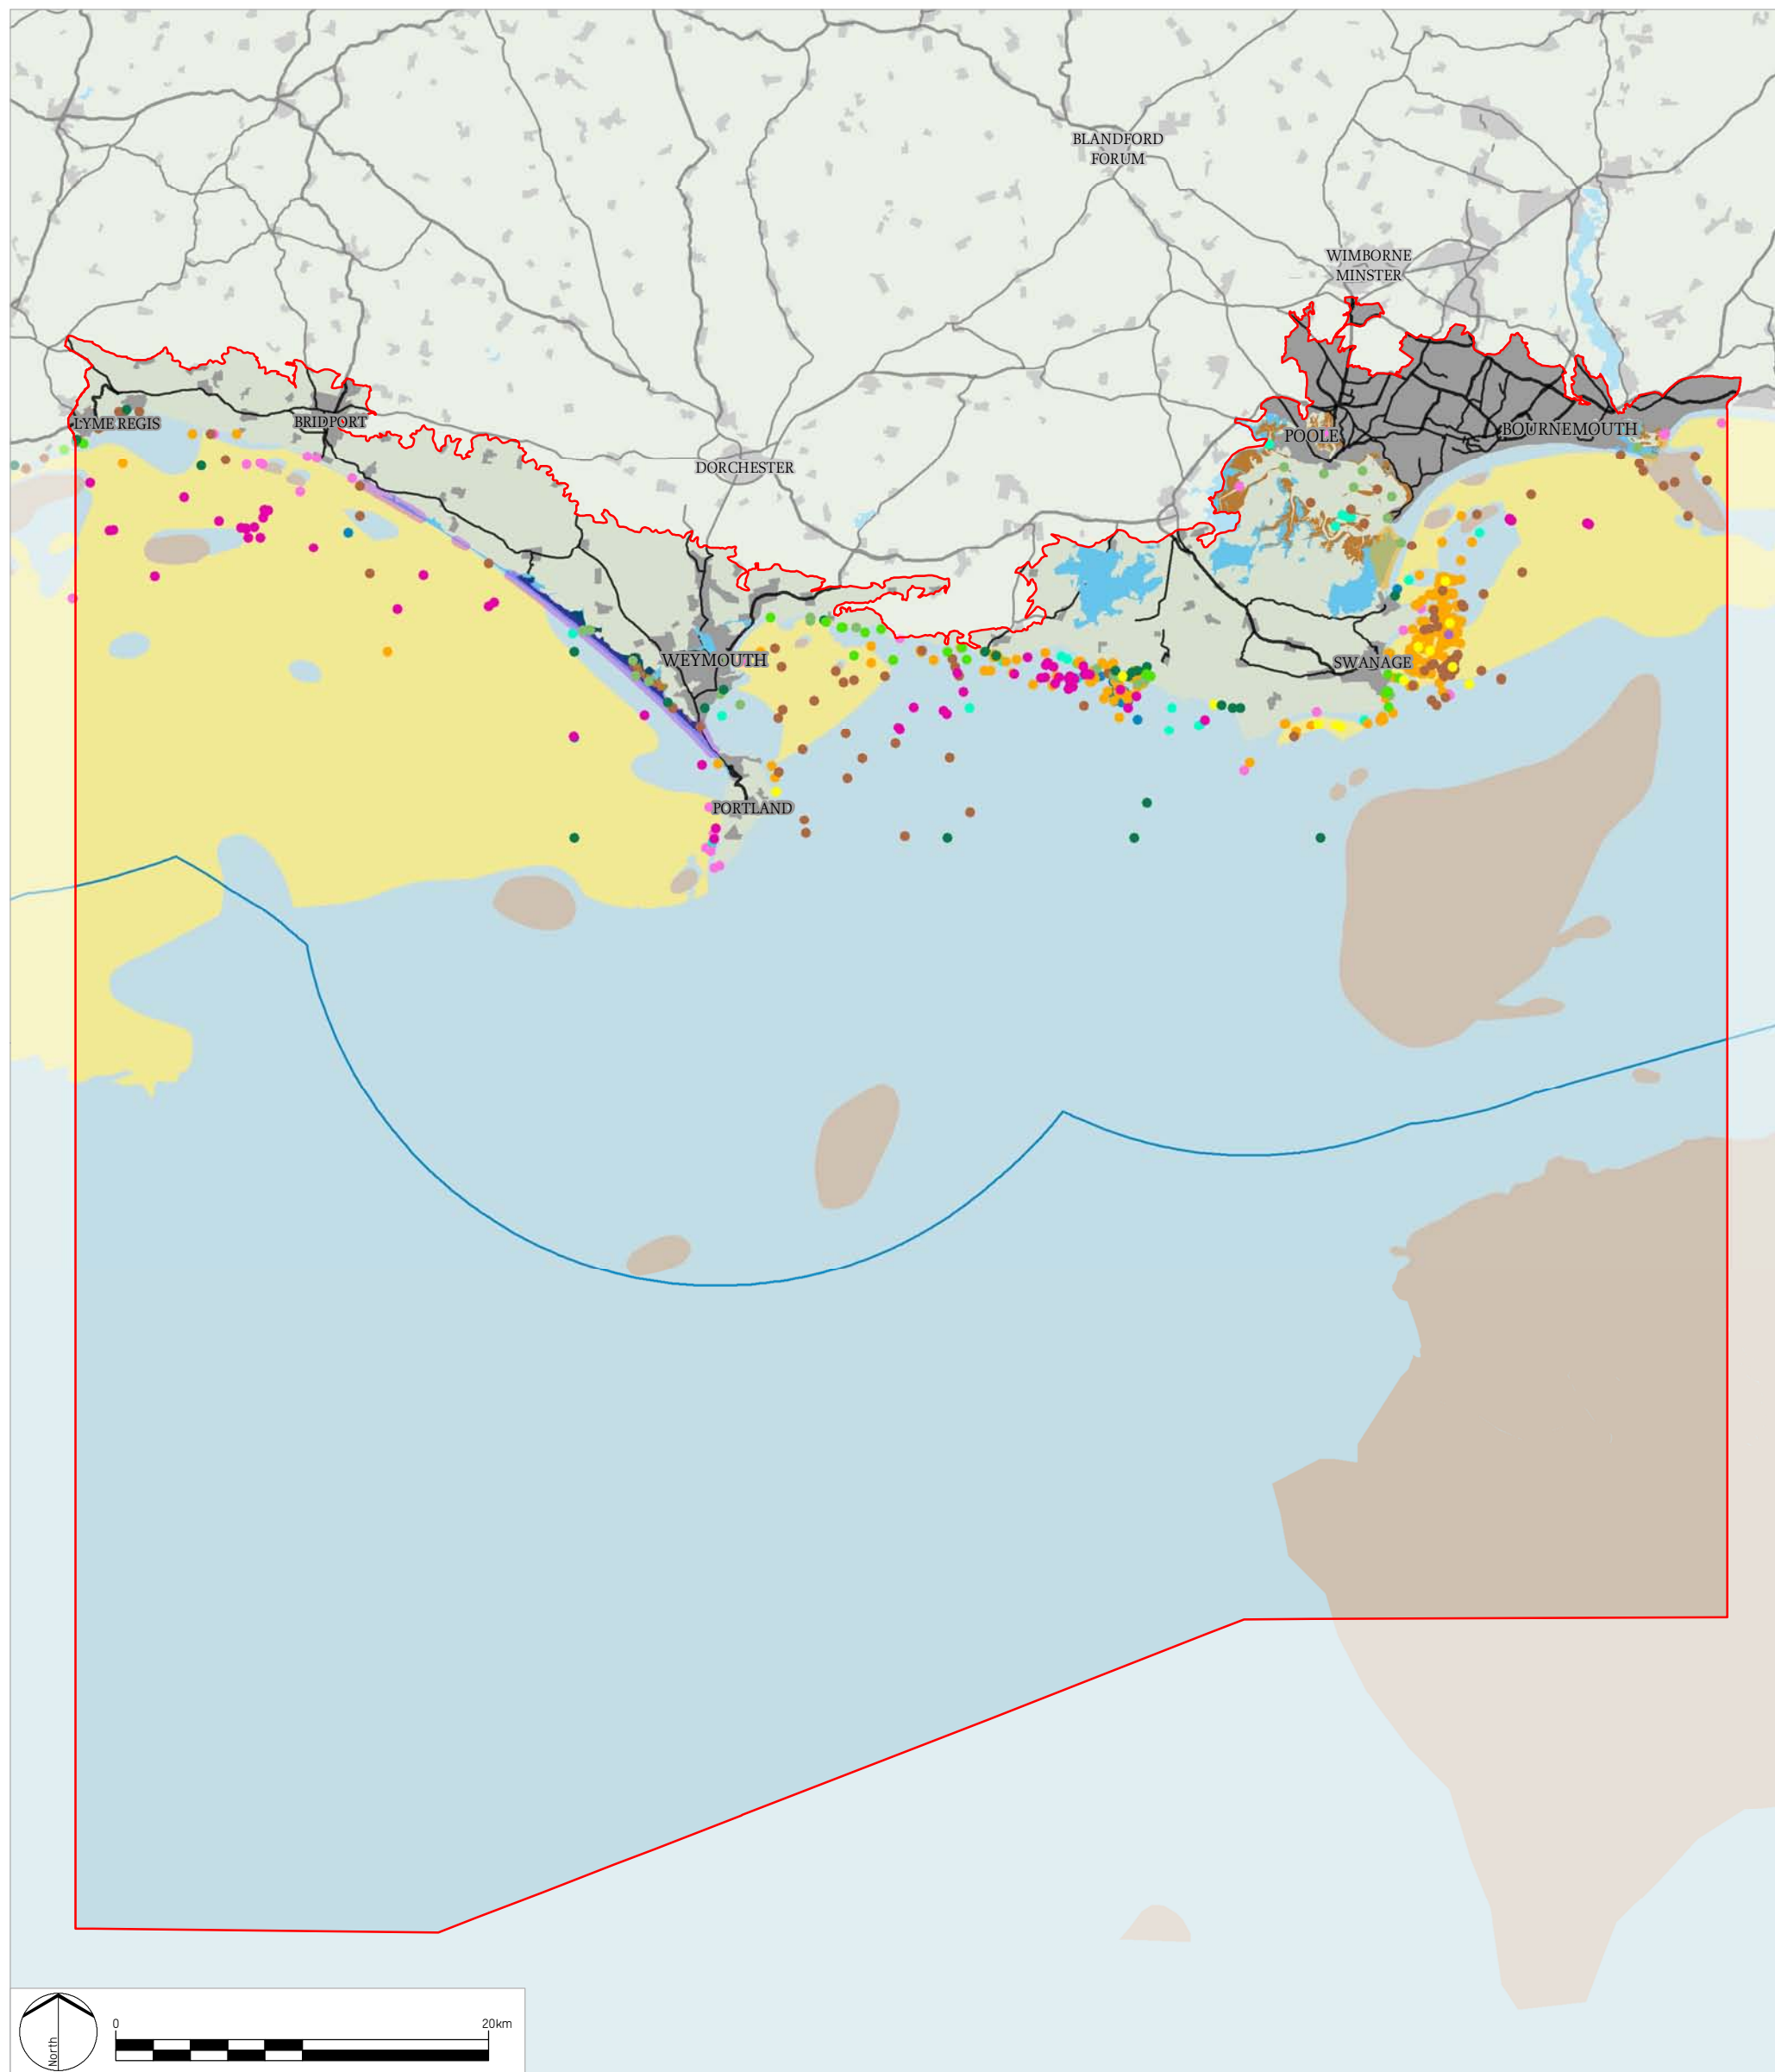 BLANDFORD
FORUM
WIMBORNE
MINSTER
LYME REGIS
BRIDPORT
POOLE
BOURNEMOUTH
DORCHESTER
WEYMOUTH
SWANAGE
PORTLAND
North
0
20km